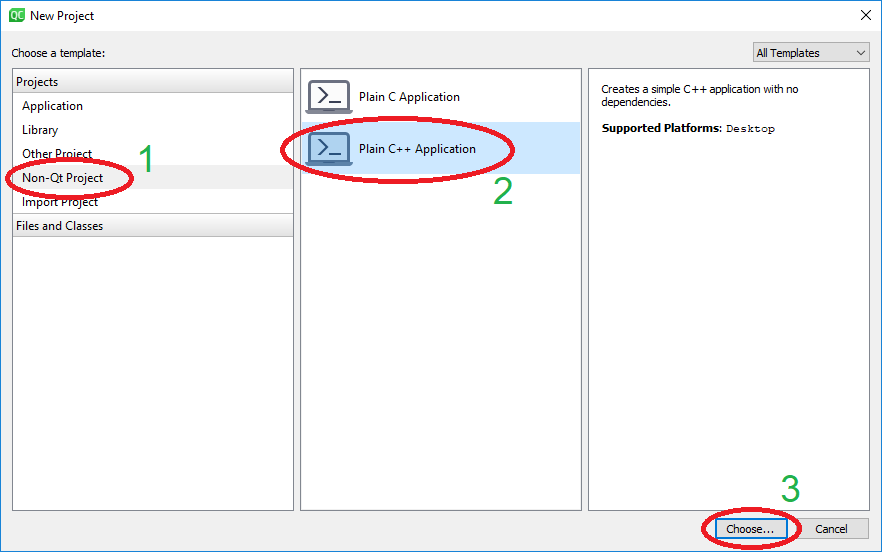 QC New Project
Choose a template:
All Templates
Projects
Application
Library
Other Project
Non-Qt Project
Import Project
Files and Classes
1
Plain C Application
Plain C++ Application
2
Creates a simple C++ application with no
dependencies.
Supported Platforms: Desktop
3
Choose...
Cancel